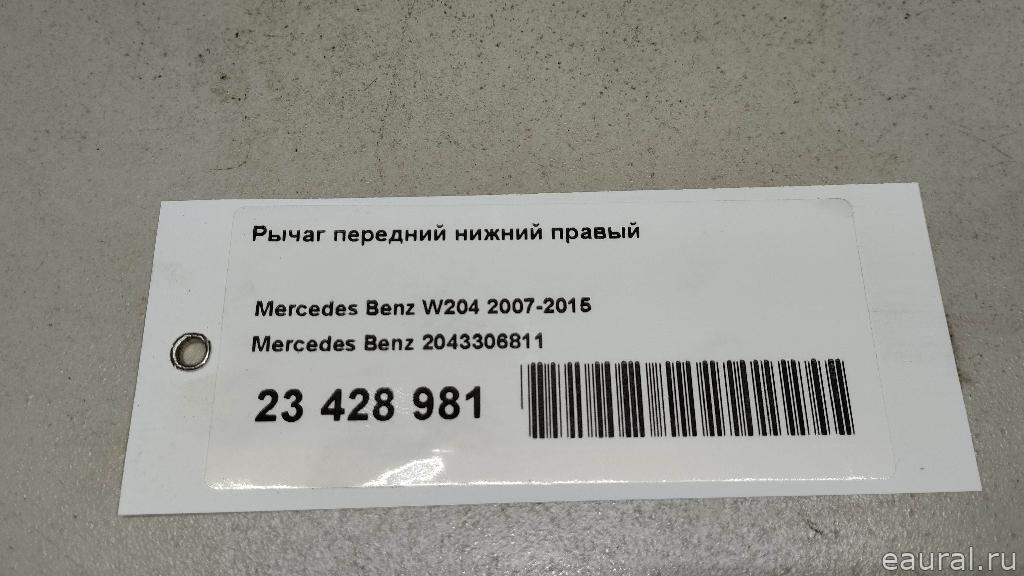 Рычаг передний нижний правый
Mercedes Benz W204 2007-2015
Mercedes Benz 2043306811
23 428 981
eaural.ru